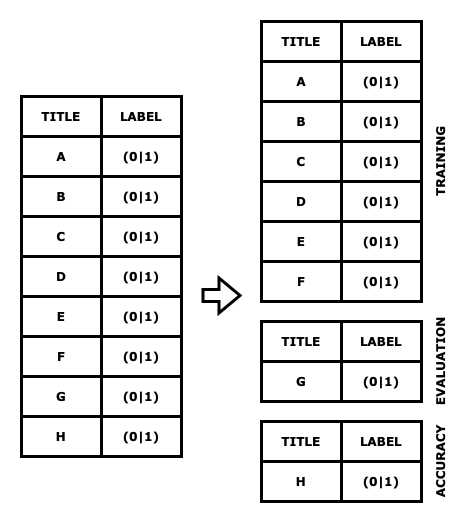 TITLE LABEL
A (0|1)
B (0|1)
C (0|1)
D (0|1)
E (0|1)
F (0|1)
G (0|1)
H (0|1)
TITLE LABEL
A (0|1)
B (0|1)
C (0|1)
D (0|1)
E (0|1)
F (0|1)
TRAINING
TITLE LABEL
G (0|1)
EVALUATION
TITLE LABEL
H (0|1)
ACCURACY